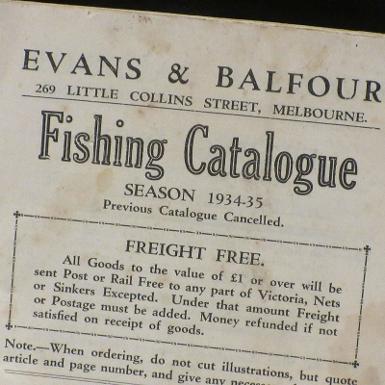 EVANS & BALFOUR
269 LITTLE COLLINS STREET, MELBOURNE.
Fishing Catalogue
SEASON 1934-35
Previous Catalogue Cancelled.
FREIGHT FREE.
All Goods to the value of £1 or over will be
sent Post or Rail Free to any part of Victoria, Nets
or Sinkers Excepted. Under that amount Freight
or Postage must be added. Money refunded if not
satisfied on receipt of goods.
Note.—When ordering, do not cut illustrations, but quote
article and page number, and give any